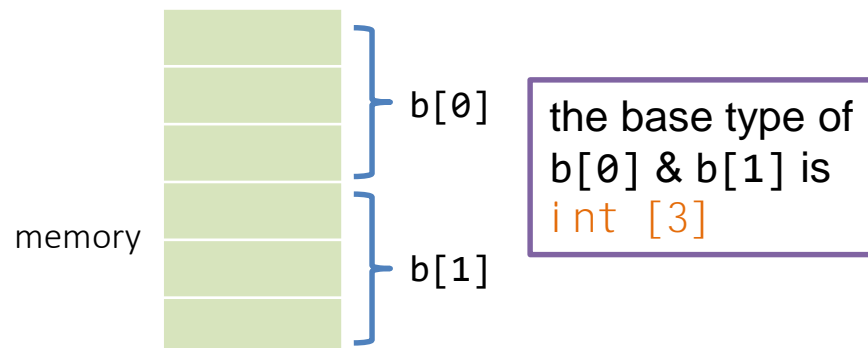 b[0]
the base type of
b[0] & b[1] is
int [3]
memory
b[1]